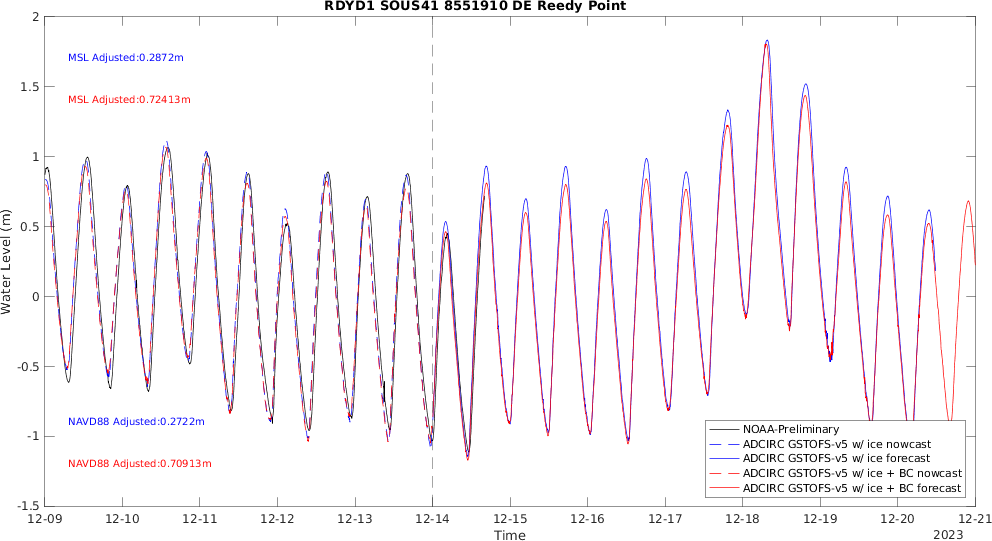 RDYD1 SOUS41 8551910 DE Reedy Point
2
1.5
1
0.5
0
-0.5
-1
-1.5
Water Level (m)
MSL Adjusted:0.2872m
MSL Adjusted:0.72413m
NAVD88 Adjusted:0.2722m
NAVD88 Adjusted:0.70913m
NOAA-Preliminary
ADCIRC GSTOFS-v5 w/ ice nowcast
ADCIRC GSTOFS-v5 w/ ice forecast
ADCIRC GSTOFS-v5 w/ ice + BC nowcast
ADCIRC GSTOFS-v5 w/ ice + BC forecast
12-09 12-10 12-11 12-12 12-13 12-14 12-15 12-16 12-17 12-18 12-19 12-20 12-21
Time
2023